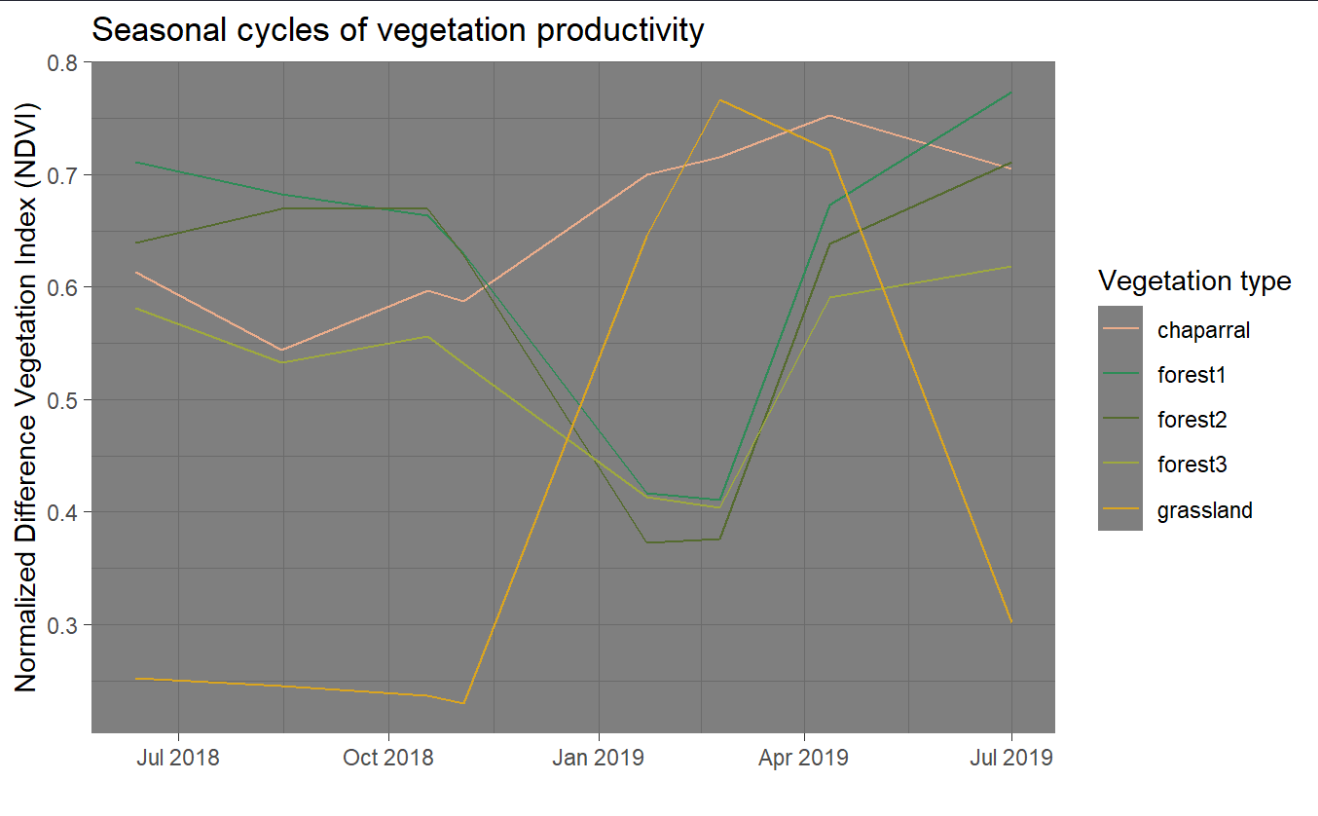 Seasonal cycles of vegetation productivity
Normalized Difference Vegetation Index (NDVI)
0.8
0.7
0.6
0.5
0.4
0.3
Jul 2018
Oct 2018
Jan 2019
Apr 2019
Jul 2019
Vegetation type
chaparral
forest1
forest2
forest3
grassland